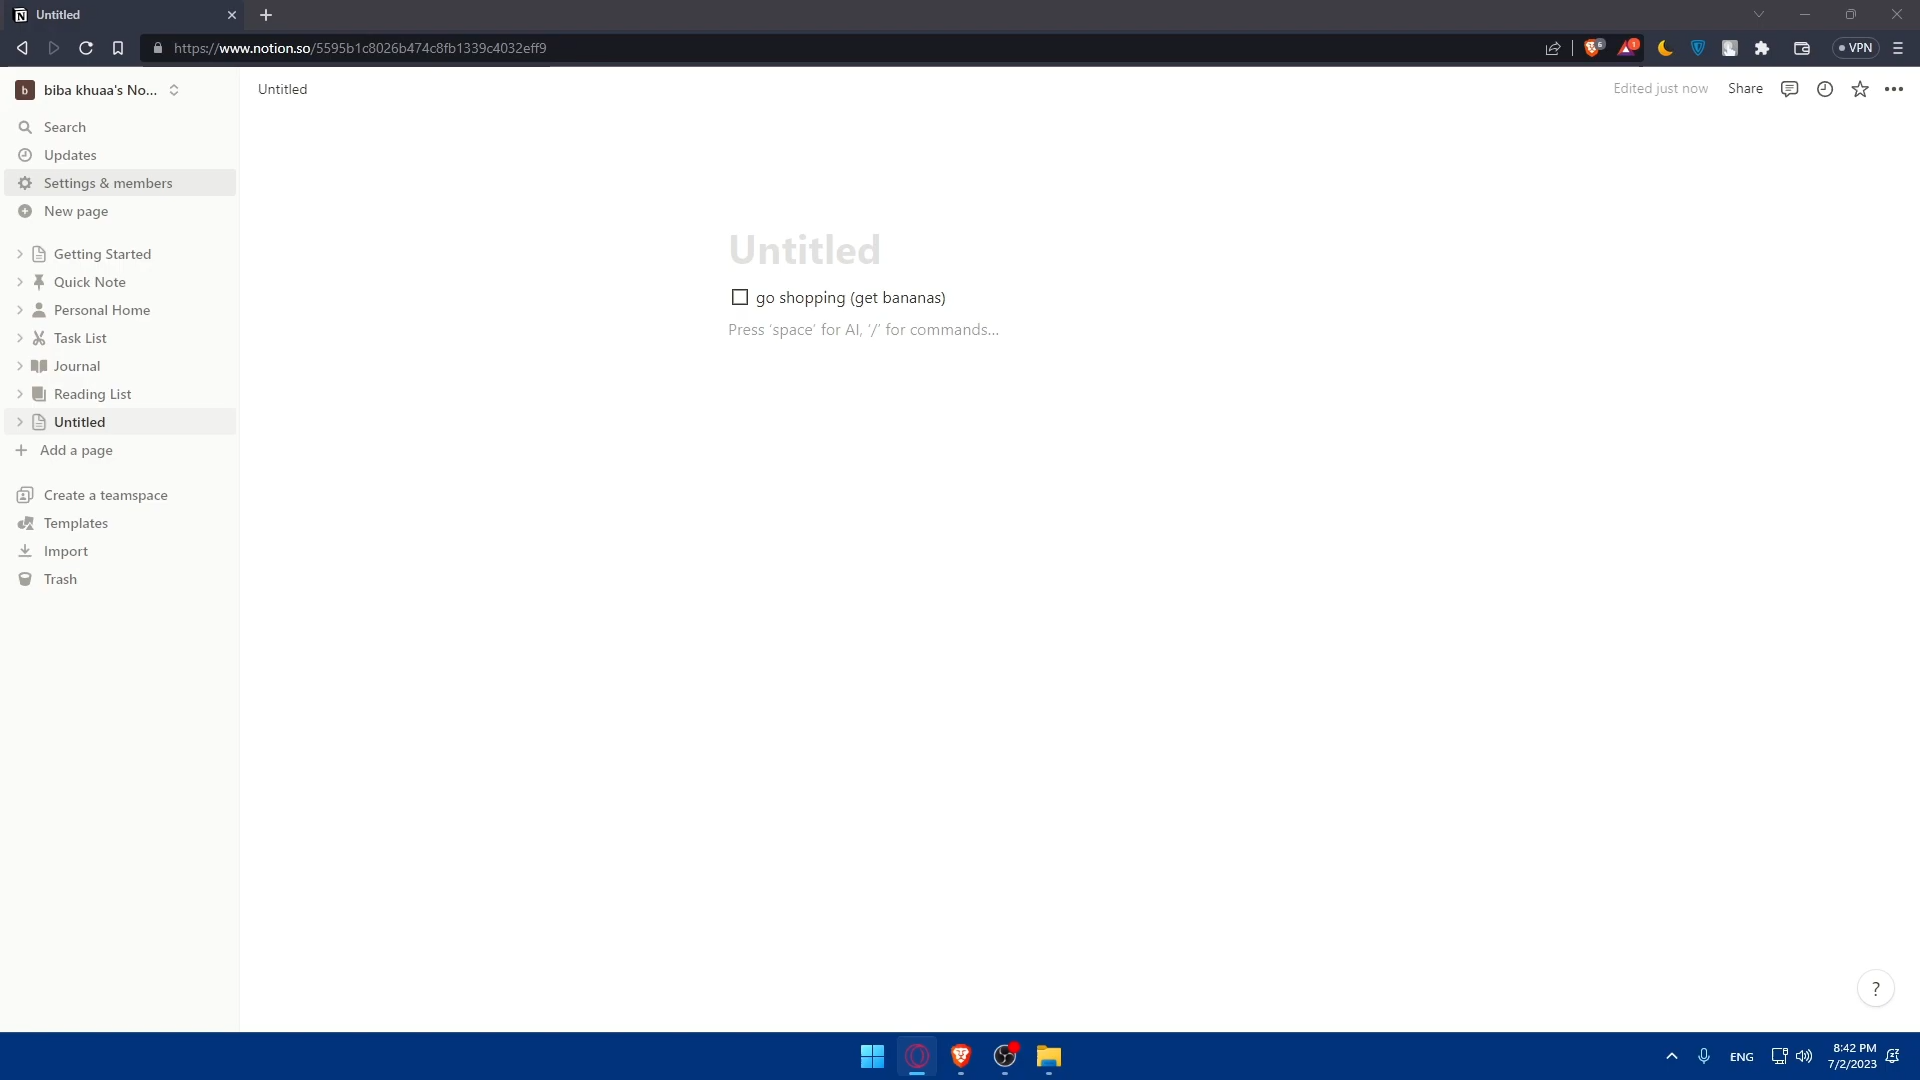 Untitled
https://www.notion.so/5595b1c8026b474c8fb1339c4032eff9
6
1
VPN
b biba khuaa's No...
Untitled
Edited just now Share
Search
Updates
Settings & members
New page
Getting Started
Quick Note
Personal Home
Task List
Journal
Reading List
Untitled
Add a page
Create a teamspace
Templates
Import
Trash
Untitled
go shopping (get bananas)
Press ‘space’ for AI, ‘/’ for commands…
?
ENG
8:42 PM
7/2/2023